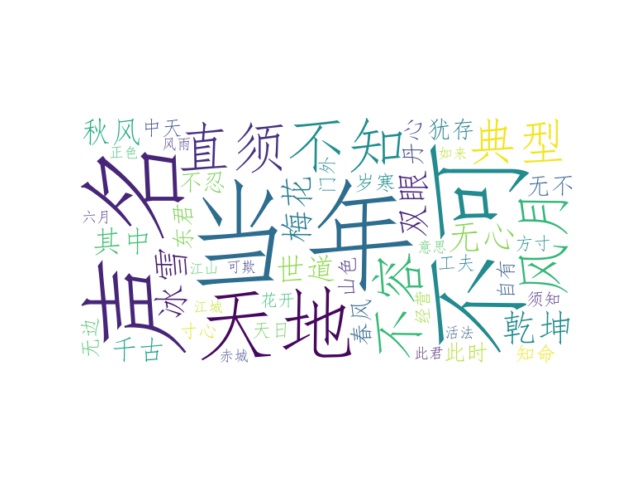 秋风
中天
风雨
正色
直须
不知
丹心
犹存
典型
如来
声名
不忍
东君
梅花
门外
岁寒
双眼
不可
无不
六月
其中
冰雪
当年
无心
风月
方寸
江山
可欺
世道
山色
不容
意思
工夫
自有
无边
千古
江城
寸心
花开
天日
赤城
天地
春风
经营
须知
活法
乾坤
此君
此时
知命